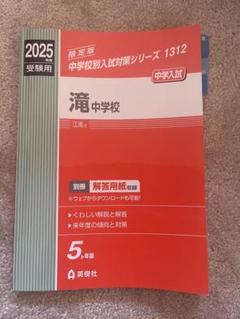 2025年度
受験用
限定版
中学校別入試対策シリーズ 1312
中学入試
滝中学校
江南市
別冊 解答用紙収録
※ウェブからダウンロードも可能!
▶くわしい解説と解答
▶来年度の傾向と対策
5ヶ年版
英俊社